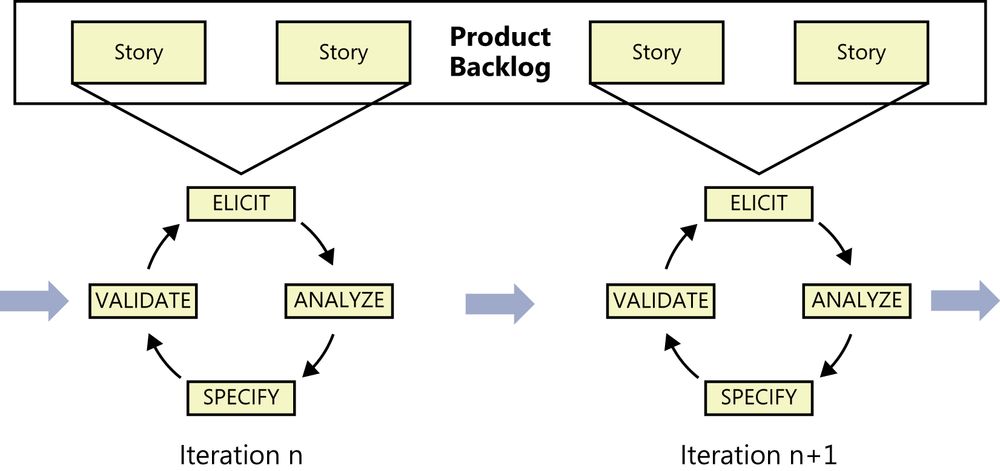 Story
Story
Product
Backlog
Story
Story
ELICIT
VALIDATE
ANALYZE
SPECIFY
Iteration n
ELICIT
VALIDATE
ANALYZE
SPECIFY
Iteration n+1